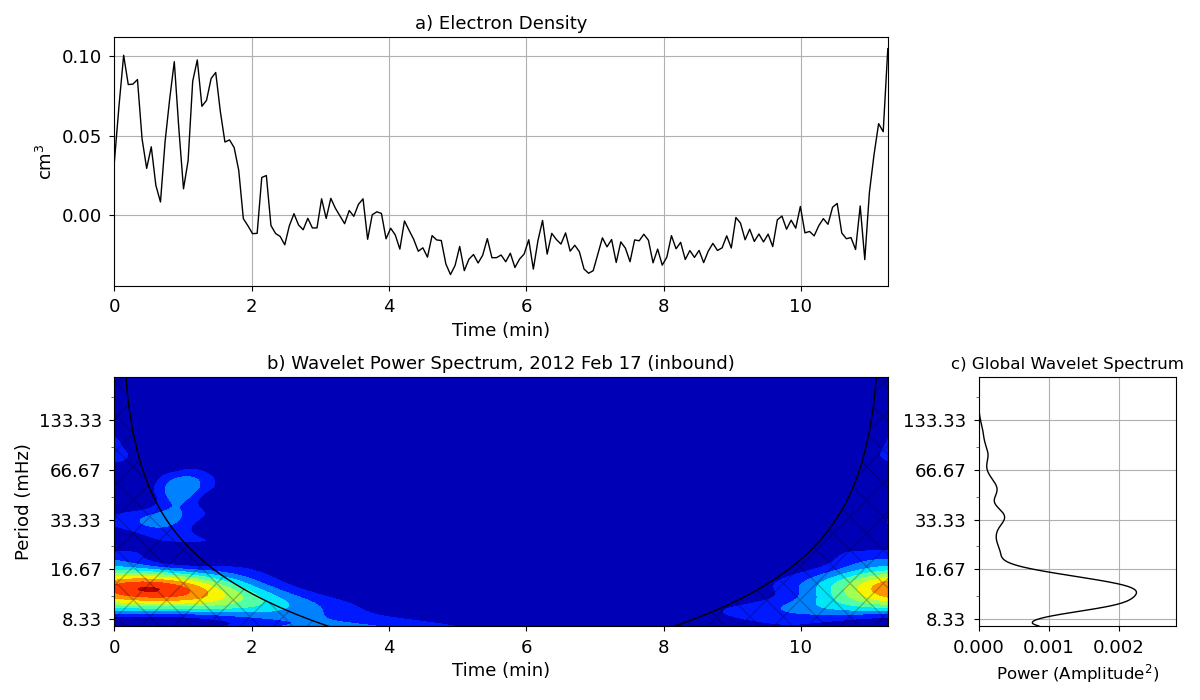 a) Electron Density
cm³
0.10
0.05
0.00
0 2 4 6 8 10
Time (min)
b) Wavelet Power Spectrum, 2012 Feb 17 (inbound)
Period (mHz)
133.33
66.67
33.33
16.67
8.33
0 2 4 6 8 10
Time (min)
c) Global Wavelet Spectrum
133.33
66.67
33.33
16.67
8.33
0.000 0.001 0.002
Power (Amplitude²)